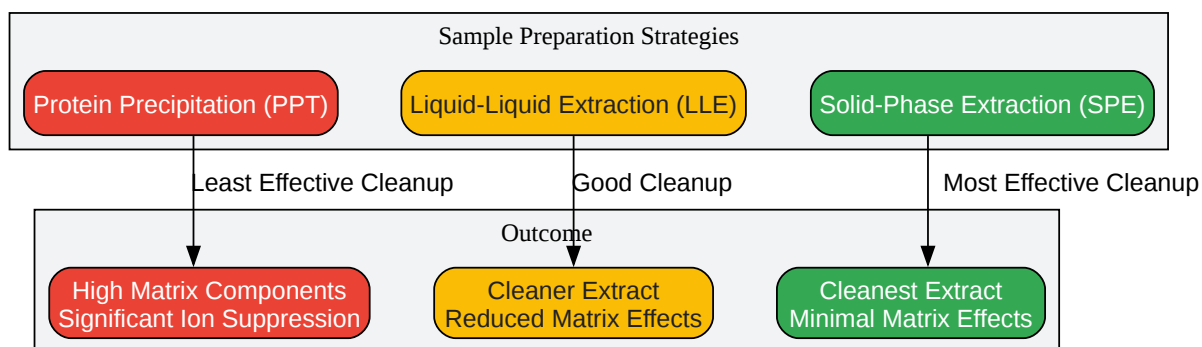 Sample Preparation Strategies
Protein Precipitation (PPT)
Liquid-Liquid Extraction (LLE)
Solid-Phase Extraction (SPE)
Least Effective Cleanup
Good Cleanup
Most Effective Cleanup
Outcome
High Matrix Components
Significant Ion Suppression
Cleaner Extract
Reduced Matrix Effects
Cleanest Extract
Minimal Matrix Effects